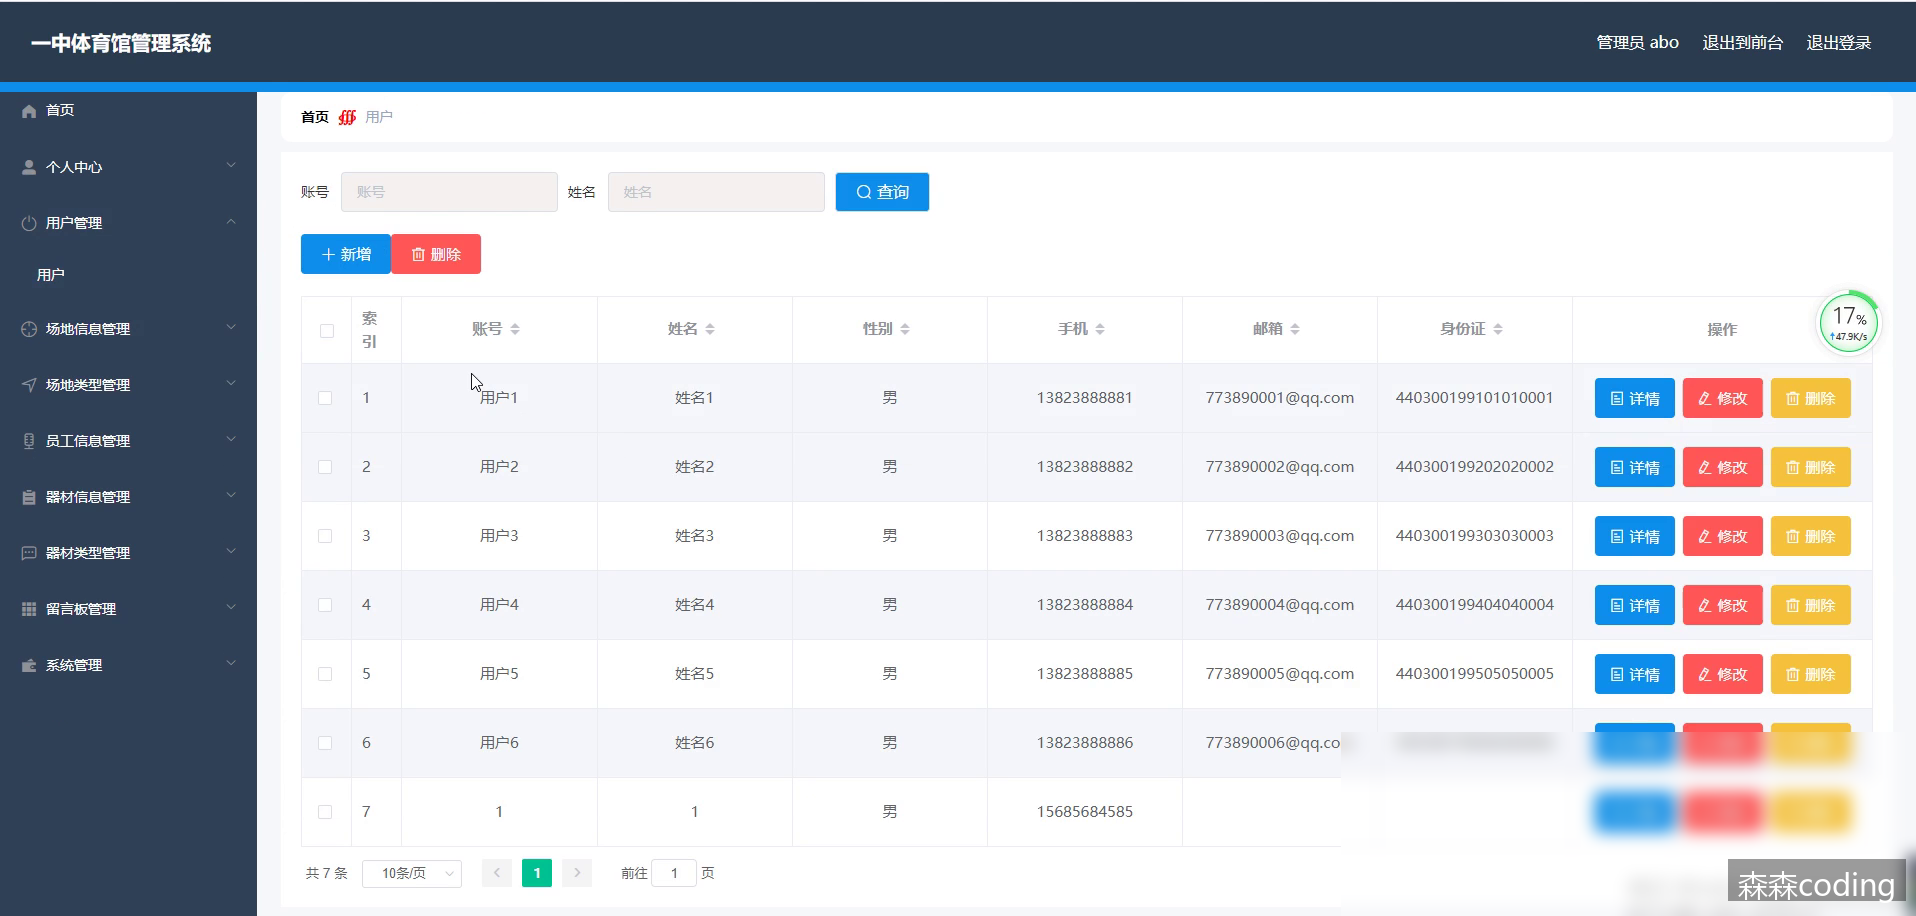 一中体育馆管理系统
管理员 abo 退出到前台 退出登录
首页
个人中心
用户管理
用户
场地信息管理
场地类型管理
员工信息管理
器材信息管理
器材类型管理
留言板管理
系统管理
首页 用户
账号 账号 姓名 姓名 查询
新增 删除
索引 账号 姓名 性别 手机 邮箱 身份证 操作
17%
47.9K/s
1 用户1 姓名1 男 13823888881 773890001@qq.com 440300199101010001 详情 修改 删除
2 用户2 姓名2 男 13823888882 773890002@qq.com 440300199202020002 详情 修改 删除
3 用户3 姓名3 男 13823888883 773890003@qq.com 440300199303030003 详情 修改 删除
4 用户4 姓名4 男 13823888884 773890004@qq.com 440300199404040004 详情 修改 删除
5 用户5 姓名5 男 13823888885 773890005@qq.com 440300199505050005 详情 修改 删除
6 用户6 姓名6 男 13823888886 773890006@qq.co
7 1 1 男 15685684585
共 7 条 10条/页 1 前往 1 页
森森coding